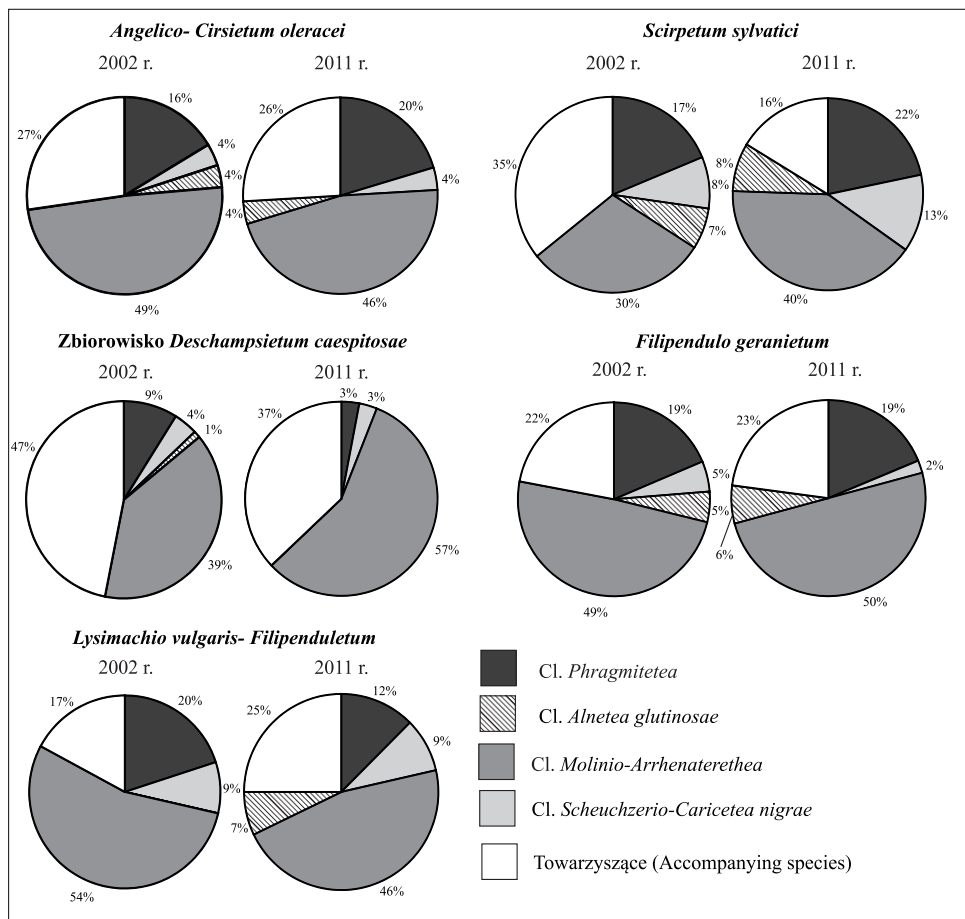 Angelico- Cirsietum oleracei
2002 r.
2011 r.
16%
4%
4%
49%
27%
20%
4%
46%
4%
26%
Scirpetum sylvatici
2002 r.
2011 r.
17%
8%
7%
30%
35%
22%
13%
40%
8%
16%
Zbiorowisko Deschampsietum caespitosae
2002 r.
2011 r.
9%
4%
1%
39%
47%
3%
3%
57%
37%
Filipendulo geranietum
2002 r.
2011 r.
19%
5%
5%
49%
22%
19%
2%
50%
6%
23%
Lysimachio vulgaris- Filipenduletum
2002 r.
2011 r.
20%
9%
54%
17%
12%
9%
46%
7%
25%
Cl. Phragmitetea
Cl. Alnetea glutinosae
Cl. Molinio-Arrhenaterethea
Cl. Scheuchzerio-Caricetea nigrae
Towarzyszące (Accompanying species)